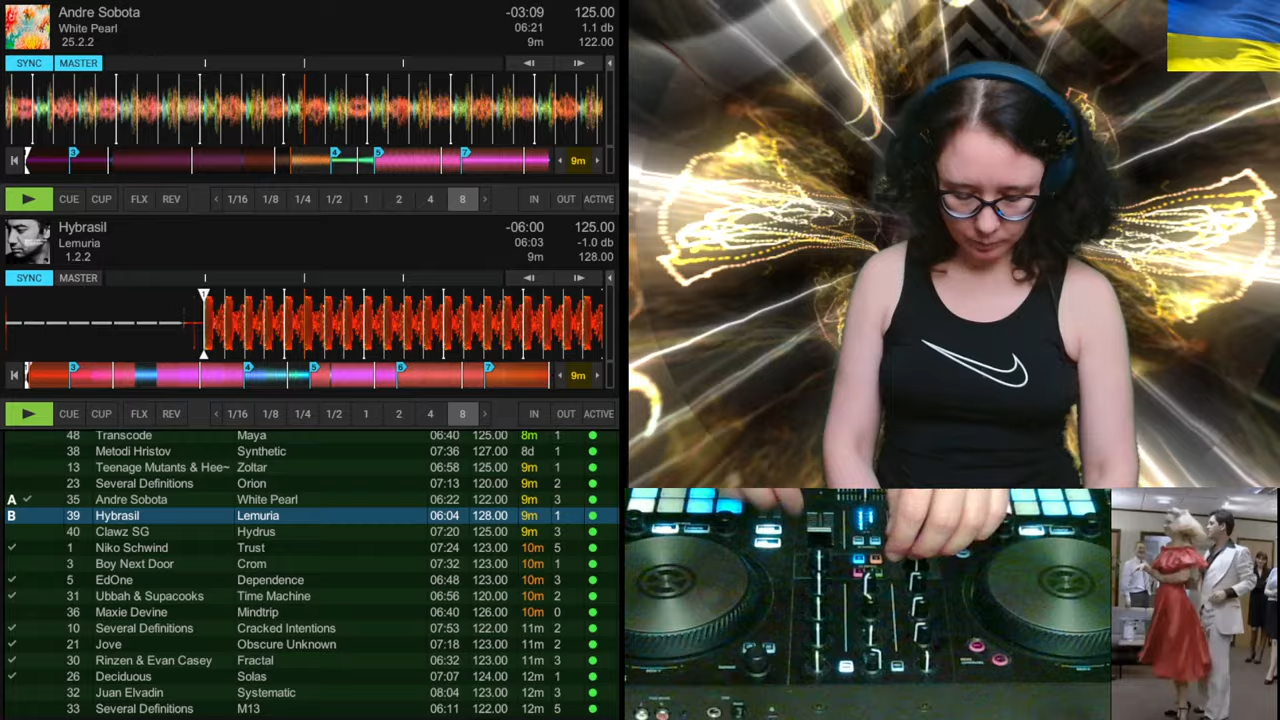 Andre Sobota -03:09 125.00
White Pearl 06:21 1.1 db
25.2.2 9m 122.00
SYNC MASTER
3 4 5 7 9m
CUE CUP FLX REV 1/16 1/8 1/4 1/2 1 2 4 8 IN OUT ACTIVE
Hybrasil -06:00 125.00
Lemuria 06:03 -1.0 db
1.2.2 9m 128.00
SYNC MASTER
1
3 4 5 6 7 9m
CUE CUP FLX REV 1/16 1/8 1/4 1/2 1 2 4 8 IN OUT ACTIVE
48 Transcode Maya 06:40 125.00 8m 1
38 Metodi Hristov Synthetic 07:36 127.00 8d 1
13 Teenage Mutants & Hee~ Zoltar 06:58 125.00 9m 1
23 Several Definitions Orion 07:13 120.00 9m 2
A 35 Andre Sobota White Pearl 06:22 122.00 9m 3
B 39 Hybrasil Lemuria 06:04 128.00 9m 1
40 Clawz SG Hydrus 07:20 125.00 9m 3
1 Niko Schwind Trust 07:24 123.00 10m 5
3 Boy Next Door Crom 07:32 123.00 10m 1
5 EdOne Dependence 06:48 123.00 10m 3
31 Ubbah & Supacooks Time Machine 06:56 120.00 10m 2
36 Maxie Devine Mindtrip 06:40 126.00 10m 0
10 Several Definitions Cracked Intentions 07:53 122.00 11m 2
21 Jove Obscure Unknown 07:18 123.00 11m 2
30 Rinzen & Evan Casey Fractal 06:32 123.00 11m 3
26 Deciduous Solas 07:07 124.00 12m 1
32 Juan Elvadin Systematic 08:04 123.00 12m 3
33 Several Definitions M13 06:11 122.00 12m 5